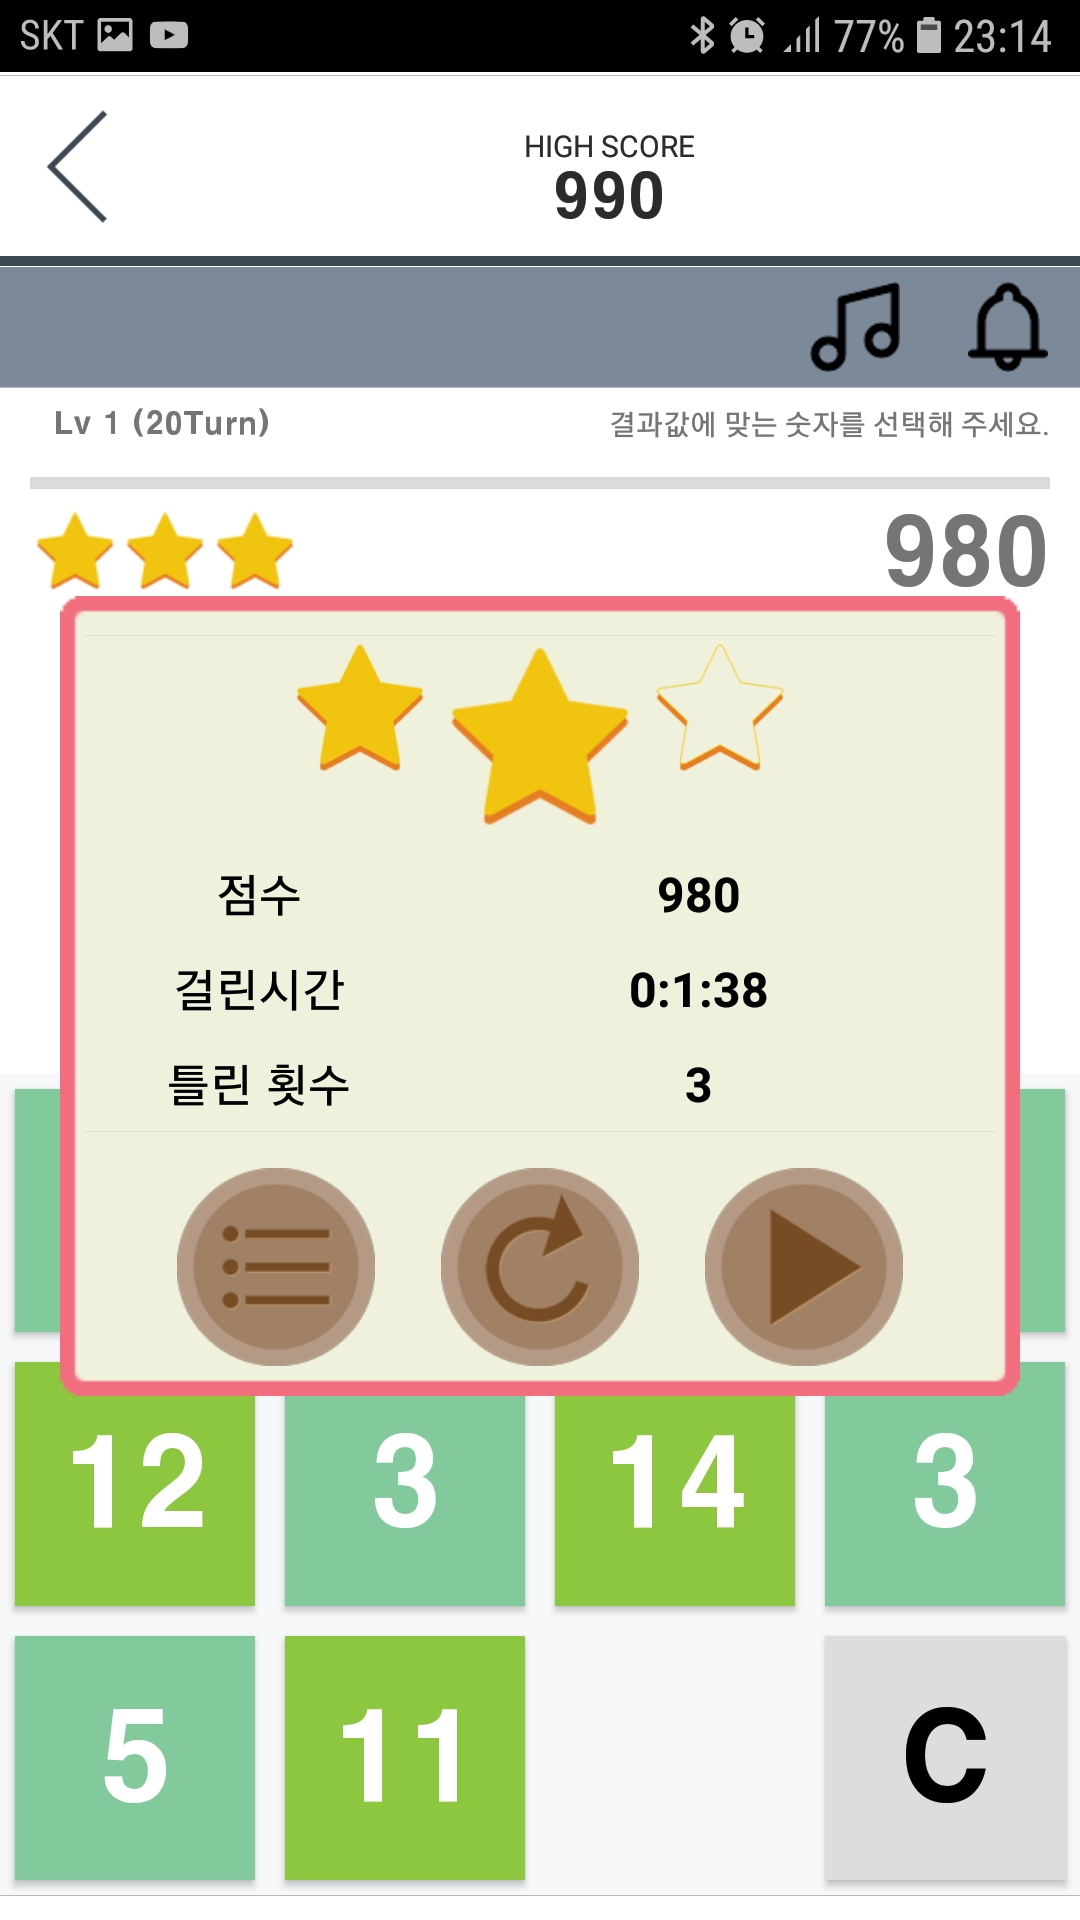 SKT 77% 23:14
HIGH SCORE
990
Lv 1 (20Turn) 결과값에 맞는 숫자를 선택해 주세요.
980
점수 980
걸린시간 0:1:38
틀린 횟수 3
12 3 14 3
5 11 C